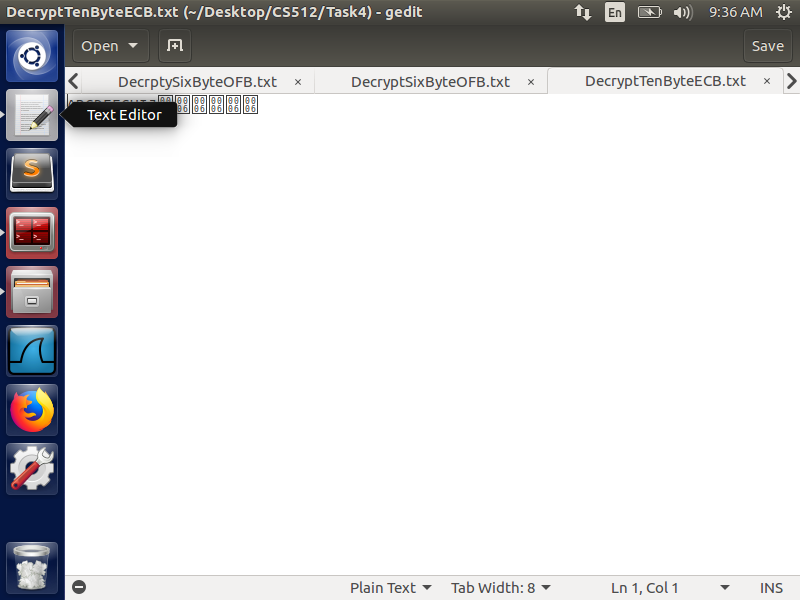 DecryptTenByteECB.txt (~/Desktop/CS512/Task4) - gedit
En
9:36 AM
Open
Save
DecrptySixByteOFB.txt ×
DecryptSixByteOFB.txt ×
DecryptTenByteECB.txt ×
Text Editor
Plain Text
Tab Width: 8
Ln 1, Col 1
INS